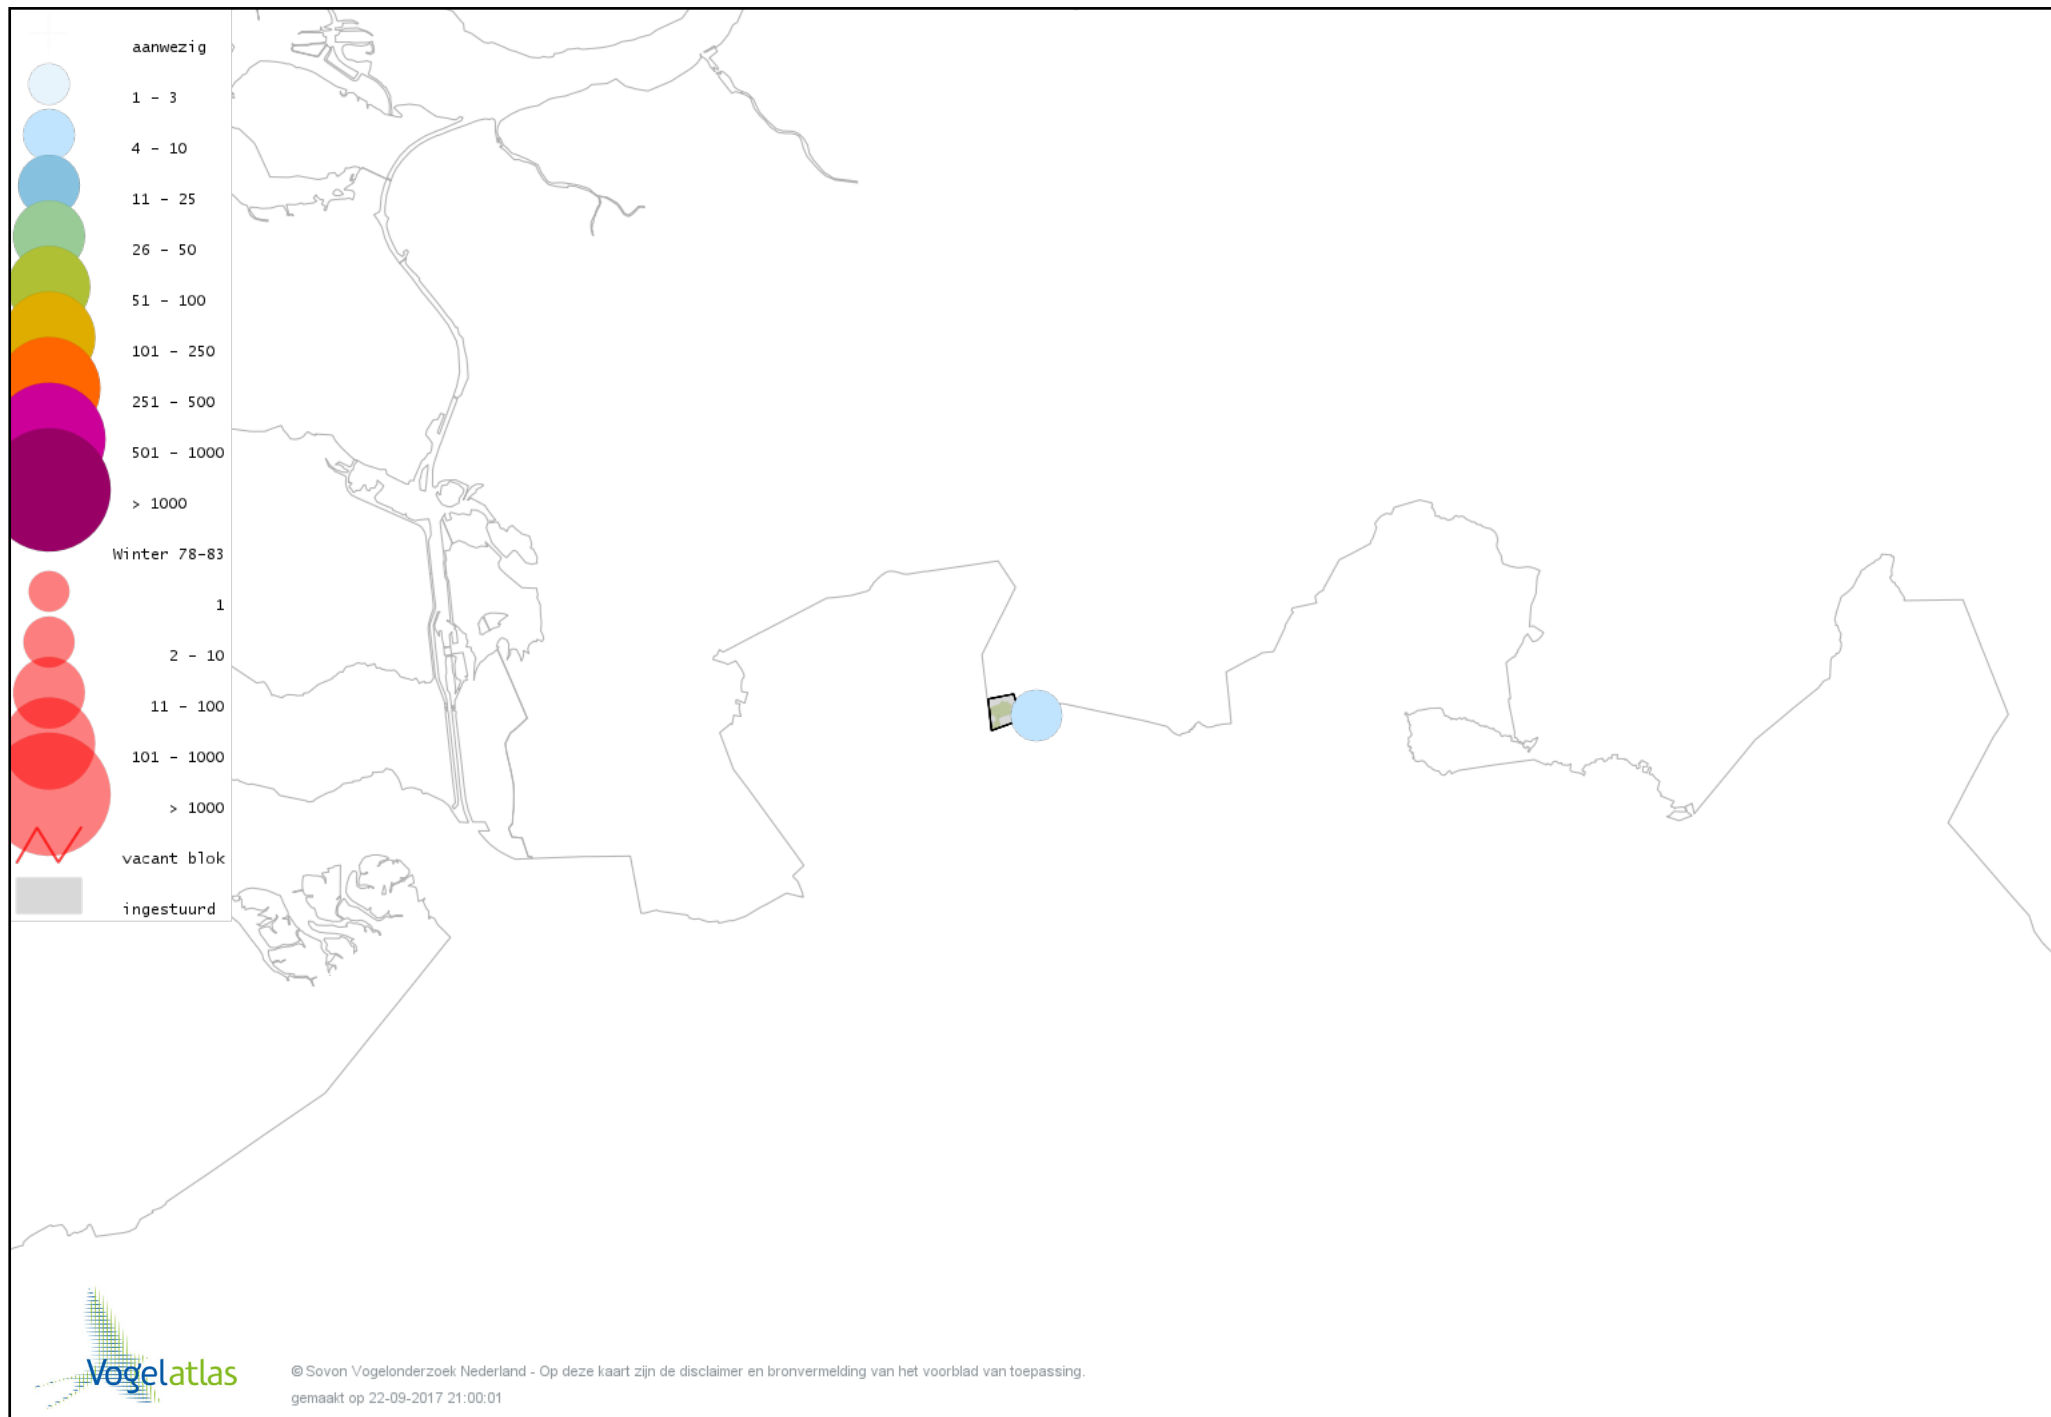 aanwezig
1 - 3
4 - 10
11 - 25
26 - 50
51 - 100
101 - 250
251 - 500
501 - 1000
> 1000
Winter 78-83
1
2 - 10
11 - 100
101 - 1000
> 1000
vacant blok
ingestuurd
Vogelatlas
© Sovon Vogelonderzoek Nederland - Op deze kaart zijn de disclaimer en bronvermelding van het voorblad van toepassing.
gemaakt op 22-09-2017 21:00:01